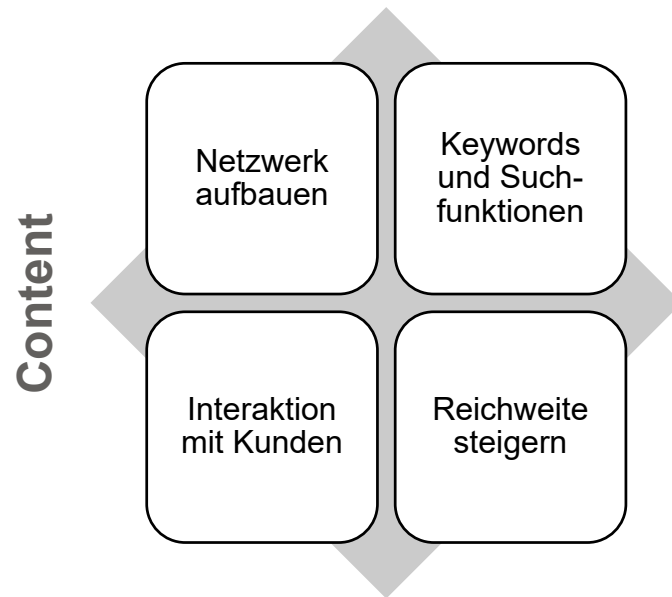 Content
Netzwerk
aufbauen
Keywords
und Such-
funktionen
Interaktion
mit Kunden
Reichweite
steigern